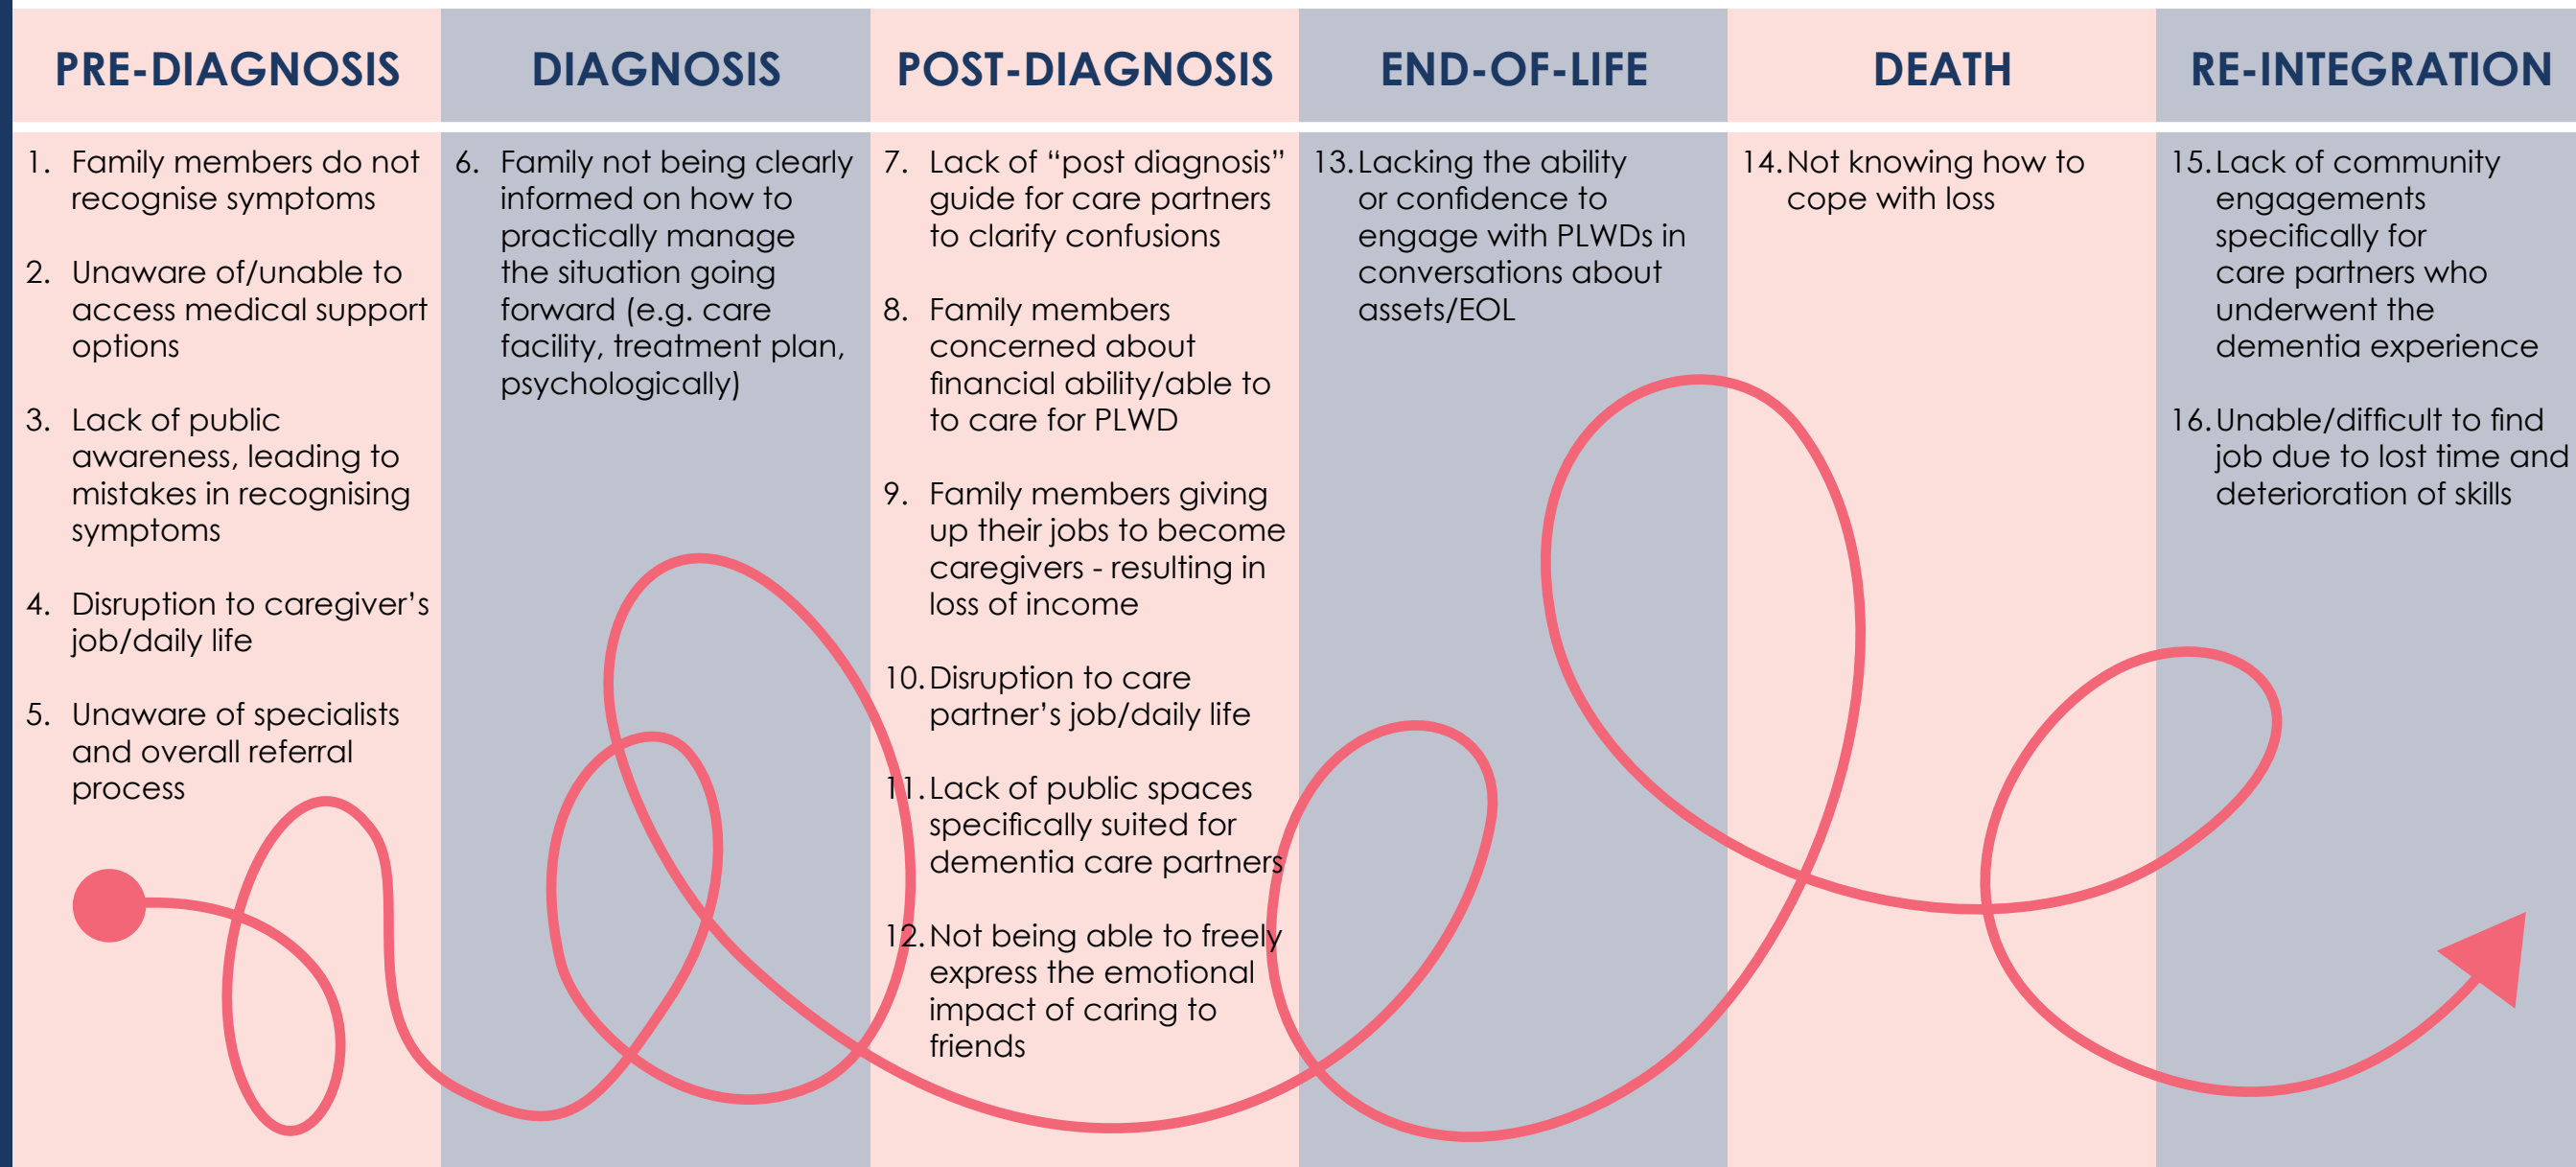 PRE-DIAGNOSIS
1. Family members do not
recognise symptoms
2. Unaware of/unable to
access medical support
options
3. Lack of public
awareness, leading to
mistakes in recognising
symptoms
4. Disruption to caregiver’s
job/daily life
5. Unaware of specialists
and overall referral
process
DIAGNOSIS
6. Family not being clearly
informed on how to
practically manage
the situation going
forward (e.g. care
facility, treatment plan,
psychologically)
POST-DIAGNOSIS
7. Lack of “post diagnosis”
guide for care partners
to clarify confusions
8. Family members
concerned about
financial ability/able to
to care for PLWD
9. Family members giving
up their jobs to become
caregivers - resulting in
loss of income
10. Disruption to care
partner’s job/daily life
11. Lack of public spaces
specifically suited for
dementia care partners
12. Not being able to freely
express the emotional
impact of caring to
friends
END-OF-LIFE
13. Lacking the ability
or confidence to
engage with PLWDs in
conversations about
assets/EOL
DEATH
14. Not knowing how to
cope with loss
RE-INTEGRATION
15. Lack of community
engagements
specifically for
care partners who
underwent the
dementia experience
16. Unable/difficult to find
job due to lost time and
deterioration of skills